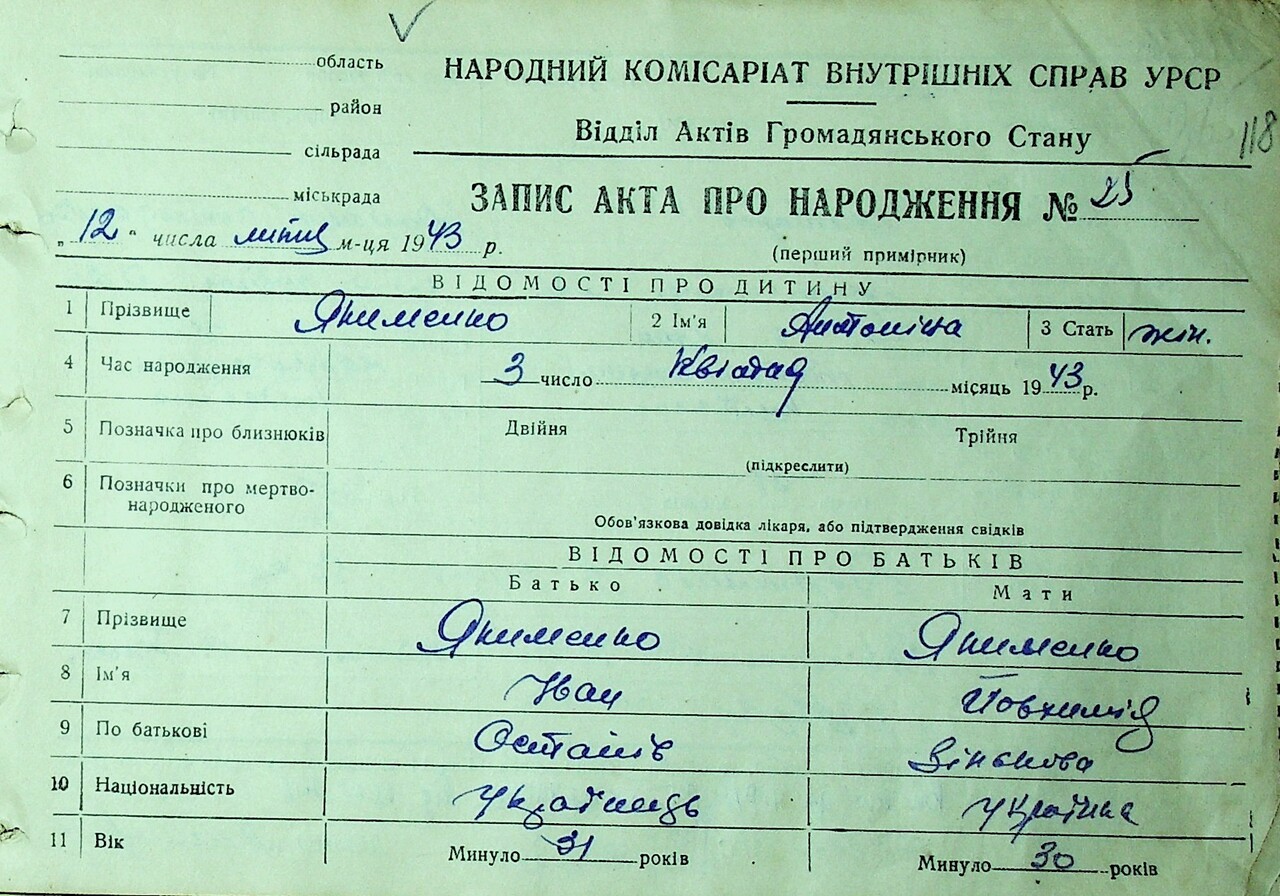 область
район
сільрада
міськрада
НАРОДНИЙ КОМІСАРІАТ ВНУТРІШНІХ СПРАВ УРСР
Відділ Актів Громадянського Стану
118
ЗАПИС АКТА ПРО НАРОДЖЕННЯ № 25
„12“ числа липня м-ця 1943 р.
(перший примірник)
ВІДОМОСТІ ПРО ДИТИНУ
1 Прізвище Якименко 2 Ім'я Антоніна 3 Стать жін.
4 Час народження 3 число Квітня місяць 1943 р.
5 Позначка про близнюків Двійня Трійня
(підкреслити)
6 Позначки про мертво-
народженого
Обов'язкова довідка лікаря, або підтвердження свідків
ВІДОМОСТІ ПРО БАТЬКІВ
Батько Мати
7 Прізвище Якименко Якименко
8 Ім'я Іван
9 По батькові
10 Національність Українець Українка
11 Вік Минуло 31 років Минуло 30 років